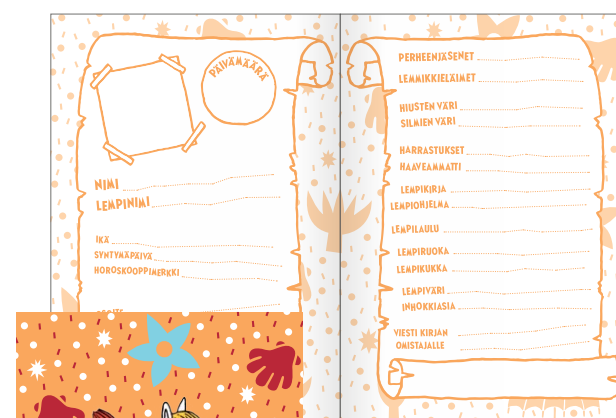 PÄIVÄMÄÄRÄ
NIMI
LEMPINIMI
IKÄ
SYNTYMÄPÄIVÄ
HOROSKOOPPIMERKKI
PERHEENJÄSENET
LEMMIKKIELÄIMET
HIUSTEN VÄRI
SILMIEN VÄRI
HARRASTUKSET
HAAVEAMMATTI
LEMPIKIRJA
LEMPIOHJELMA
LEMPILAULU
LEMPIRUOKA
LEMPIKUKKA
LEMPIVÄRI
INHOKKIASIA
VIESTI KIRJAN
OMISTAJALLE